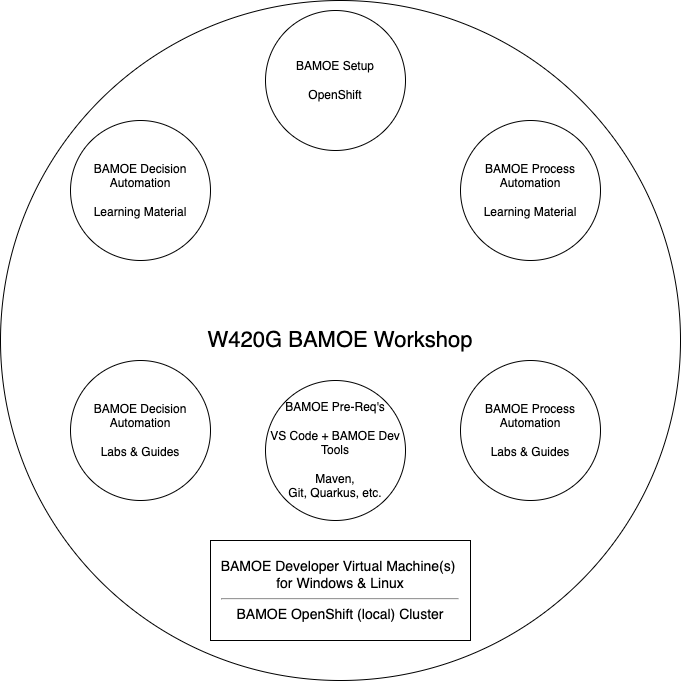 BAMOE Setup
OpenShift
BAMOE Decision
Automation
Learning Material
BAMOE Process
Automation
Learning Material
W420G BAMOE Workshop
BAMOE Decision
Automation
Labs & Guides
BAMOE Pre-Req's
VS Code + BAMOE Dev
Tools
Maven,
Git, Quarkus, etc.
BAMOE Process
Automation
Labs & Guides
BAMOE Developer Virtual Machine(s)
for Windows & Linux
BAMOE OpenShift (local) Cluster